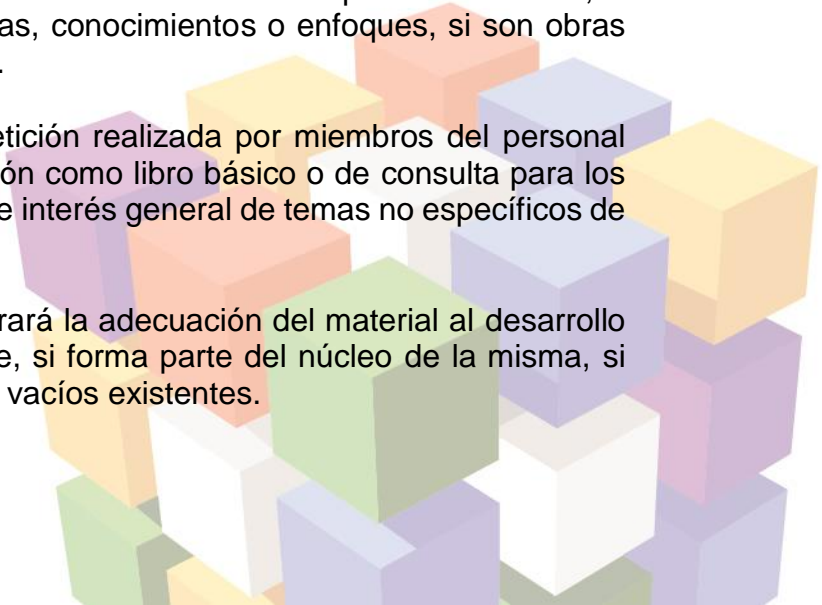 as, conocimientos o enfoques, si son obras
.
etición realizada por miembros del personal
ón como libro básico o de consulta para los
e interés general de temas no específicos de
rará la adecuación del material al desarrollo
e, si forma parte del núcleo de la misma, si
vacíos existentes.